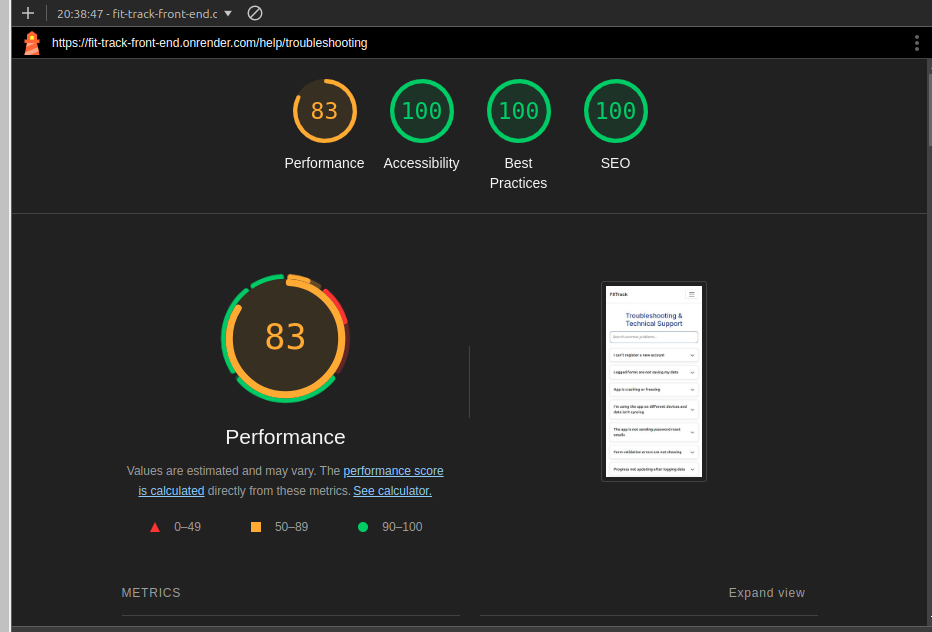 20:38:47 - fit-track-front-end.c
https://fit-track-front-end.onrender.com/help/troubleshooting
83
100
100
100
Performance
Accessibility
Best
Practices
SEO
83
Performance
Values are estimated and may vary. The performance score
is calculated directly from these metrics. See calculator.
0–49
50–89
90–100
FitTrack
Troubleshooting &
Technical Support
Search common problems...
I can't register a new account
Logged forms are not saving my data
App is crashing or freezing
I'm using the app on different devices and
data isn't syncing
The app is not sending password reset
emails
Form validation errors are not showing
Progress not updating after logging data
METRICS
Expand view